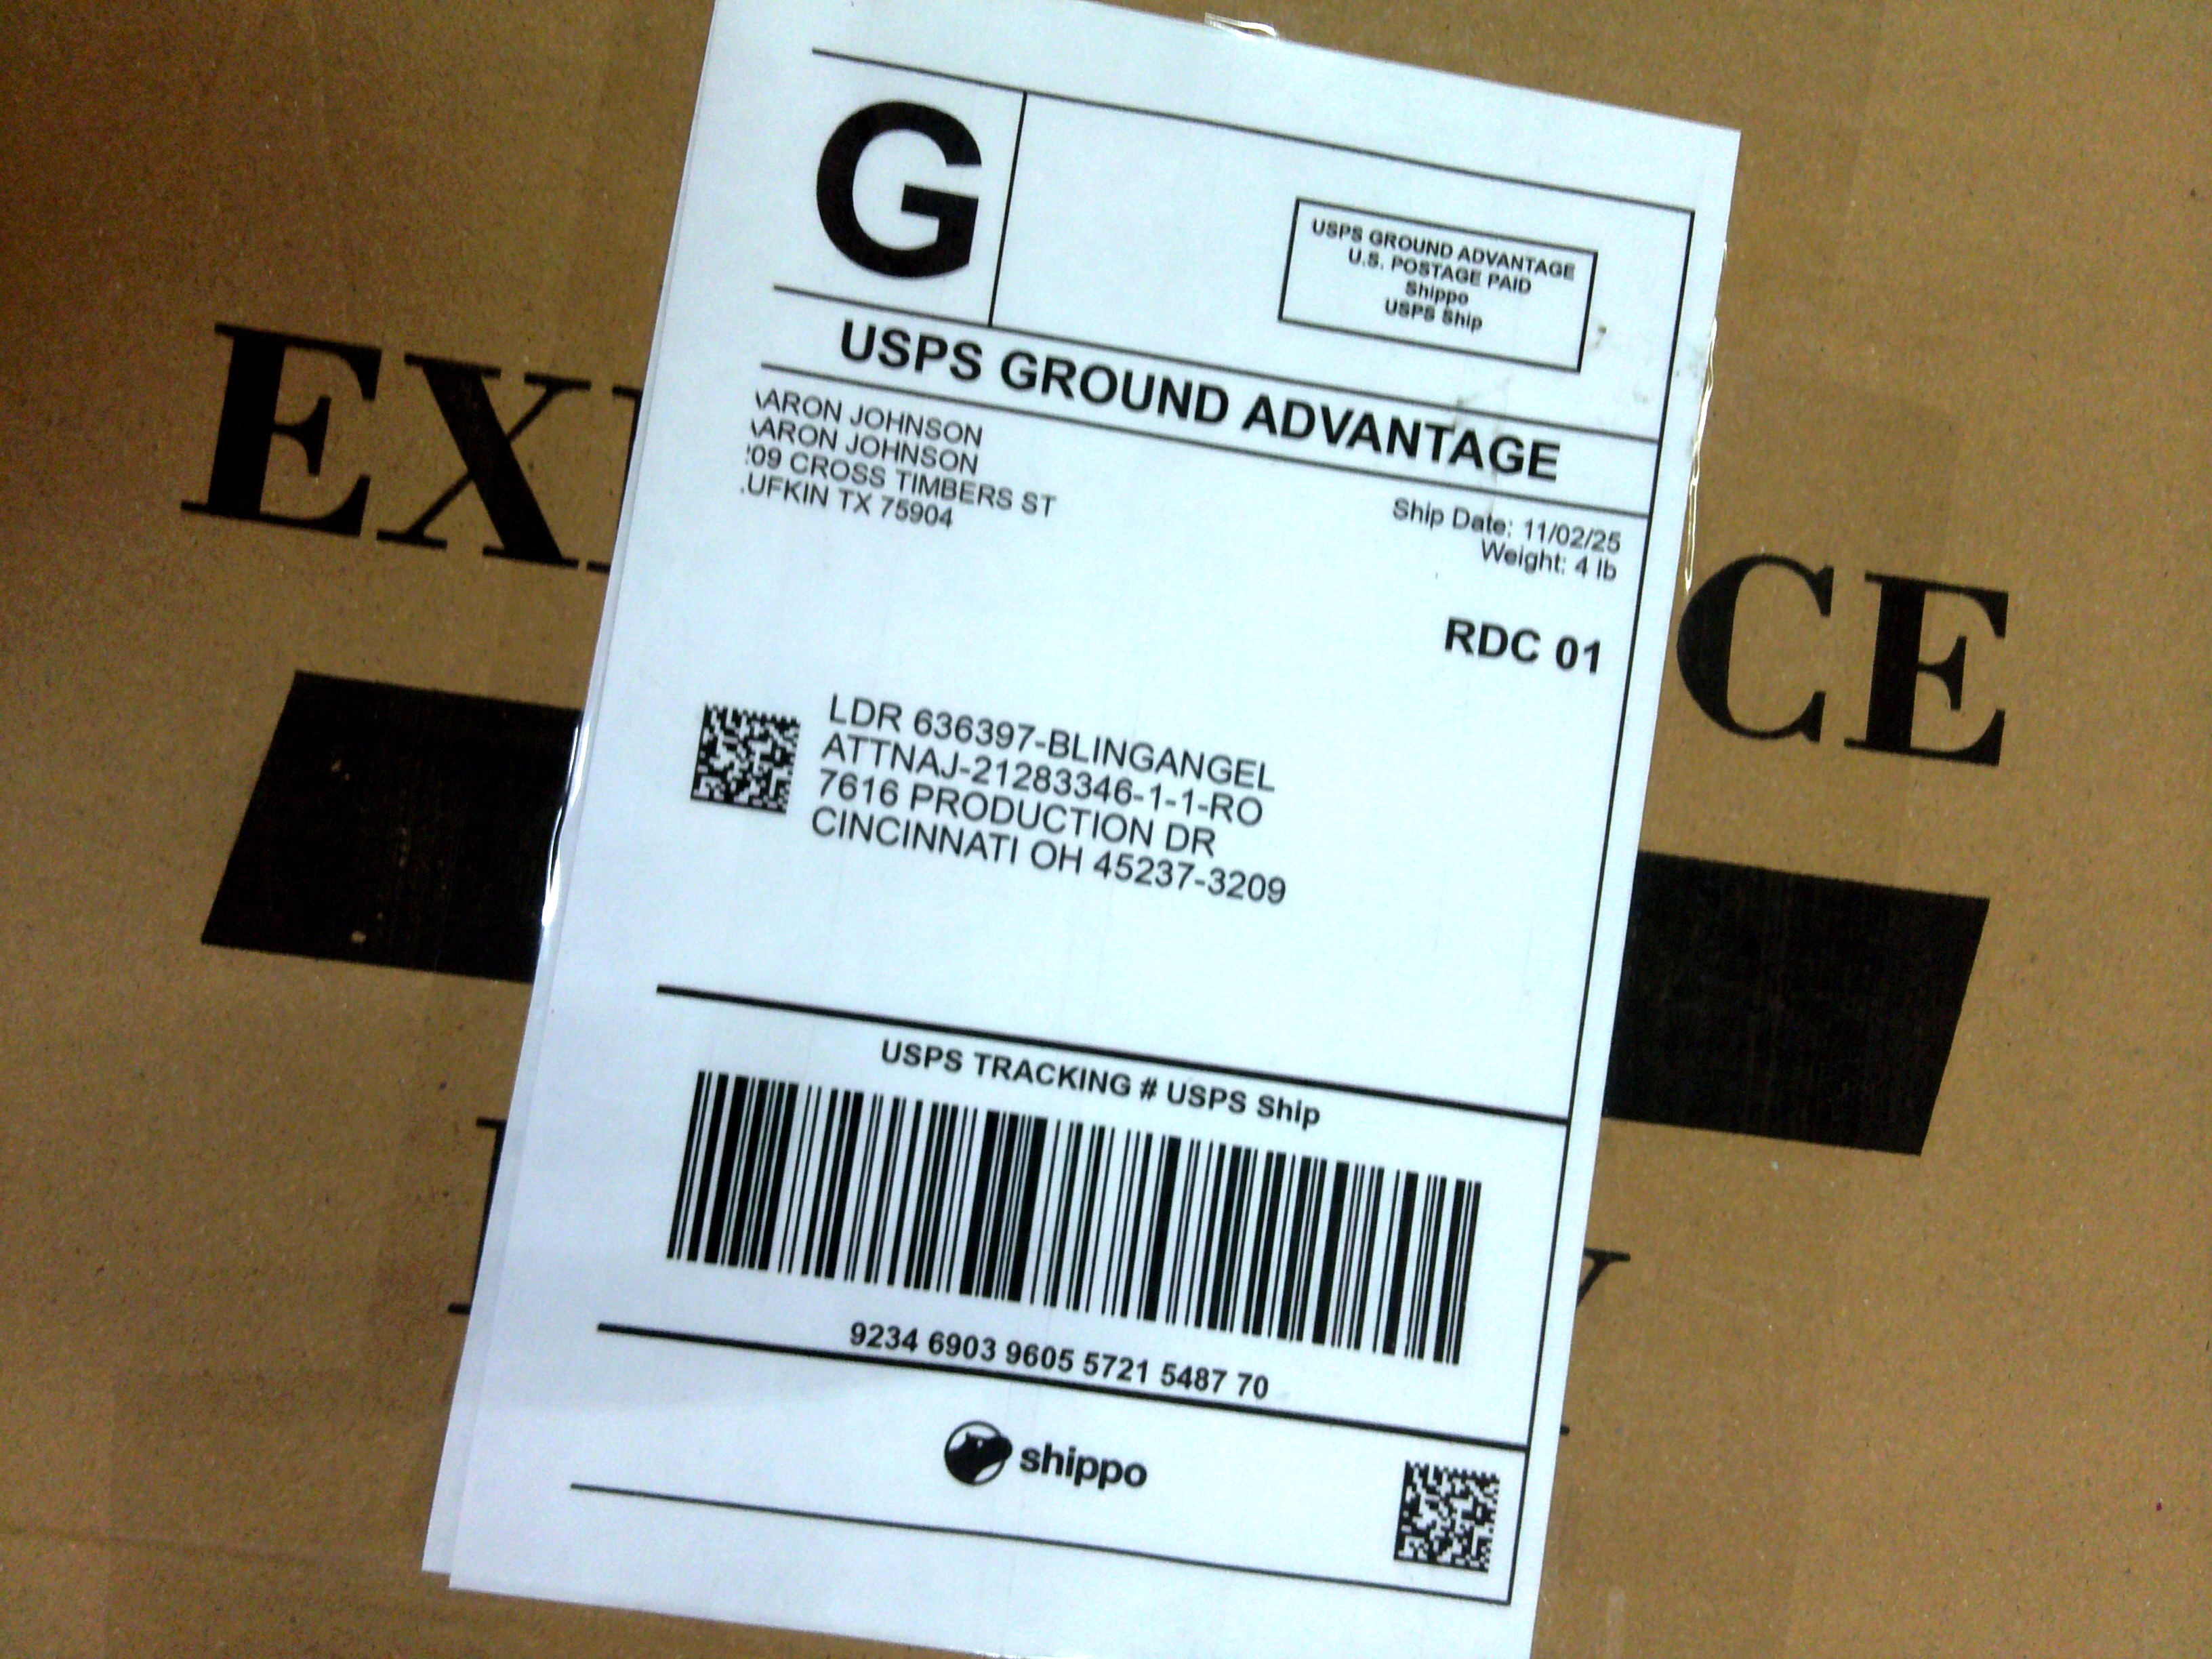 G
USPS GROUND ADVANTAGE
U.S. POSTAGE PAID
Shippo
USPS Ship
USPS GROUND ADVANTAGE
AARON JOHNSON
AARON JOHNSON
09 CROSS TIMBERS ST
LUFKIN TX 75904
Ship Date: 11/02/25
Weight: 4 lb
RDC 01
LDR 636397-BLINGANGEL
ATTNAJ-21283346-1-1-RO
7616 PRODUCTION DR
CINCINNATI OH 45237-3209
USPS TRACKING # USPS Ship
9234 6903 9605 5721 5487 70
shippo
EX CE